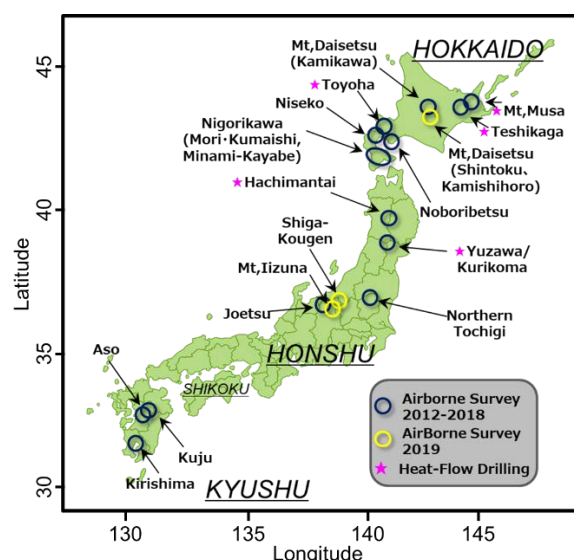 HOKKAIDO
Mt,Daisetsu
(Kamikawa)
Toyoha
Niseko
Nigorikawa
(Mori・Kumaishi,
Minami-Kayabe)
Mt,Musa
Teshikaga
Mt,Daisetsu
(Shintoku、
Kamishihoro)
Noboribetsu
Hachimantai
Shiga-
Kougen
Mt,Iizuna
Joetsu
Yuzawa/
Kurikoma
Northern
Tochigi
HONSHU
SHIKOKU
Aso
Kuju
Kirishima
KYUSHU
Airborne Survey
2012-2018
AirBorne Survey
2019
Heat-Flow Drilling
45
40
35
30
Latitude
130
135
140
145
Longitude